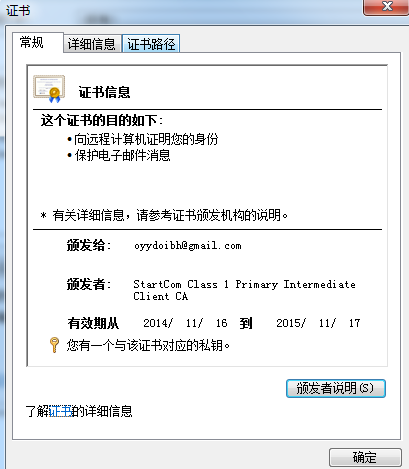 证书
常规 详细信息 证书路径
证书信息
这个证书的目的如下:
• 向远程计算机证明您的身份
• 保护电子邮件消息
* 有关详细信息，请参考证书颁发机构的说明。
颁发给: oyydoibh@gmail.com
颁发者: StartCom Class 1 Primary Intermediate
Client CA
有效期从 2014/ 11/ 16 到 2015/ 11/ 17
您有一个与该证书对应的私钥。
颁发者说明(S)
了解证书的详细信息
确定